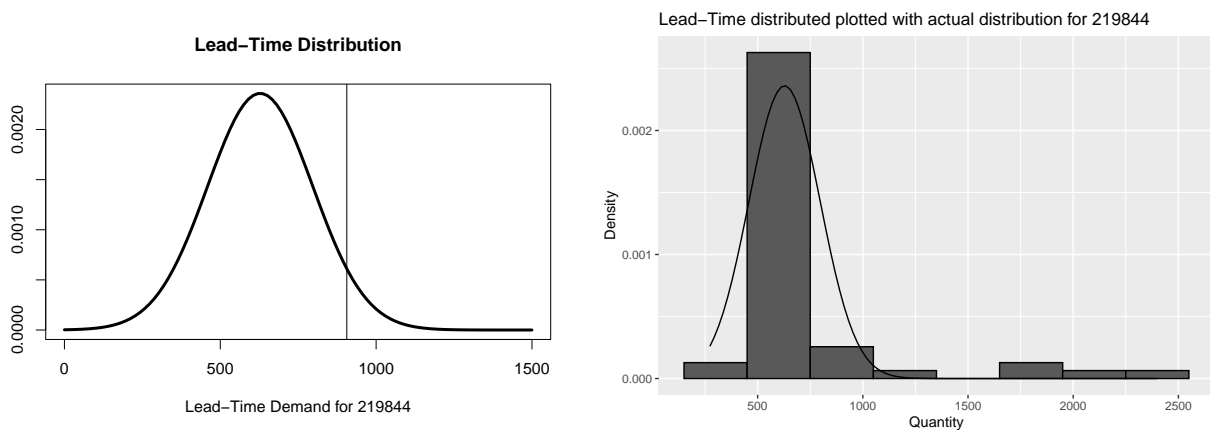 Lead−Time Distribution
0.0020
0.0010
0.0000
0 500 1000 1500
Lead−Time Demand for 219844
Lead−Time distributed plotted with actual distribution for 219844
Density
0.002
0.001
0.000
500 1000 1500 2000 2500
Quantity